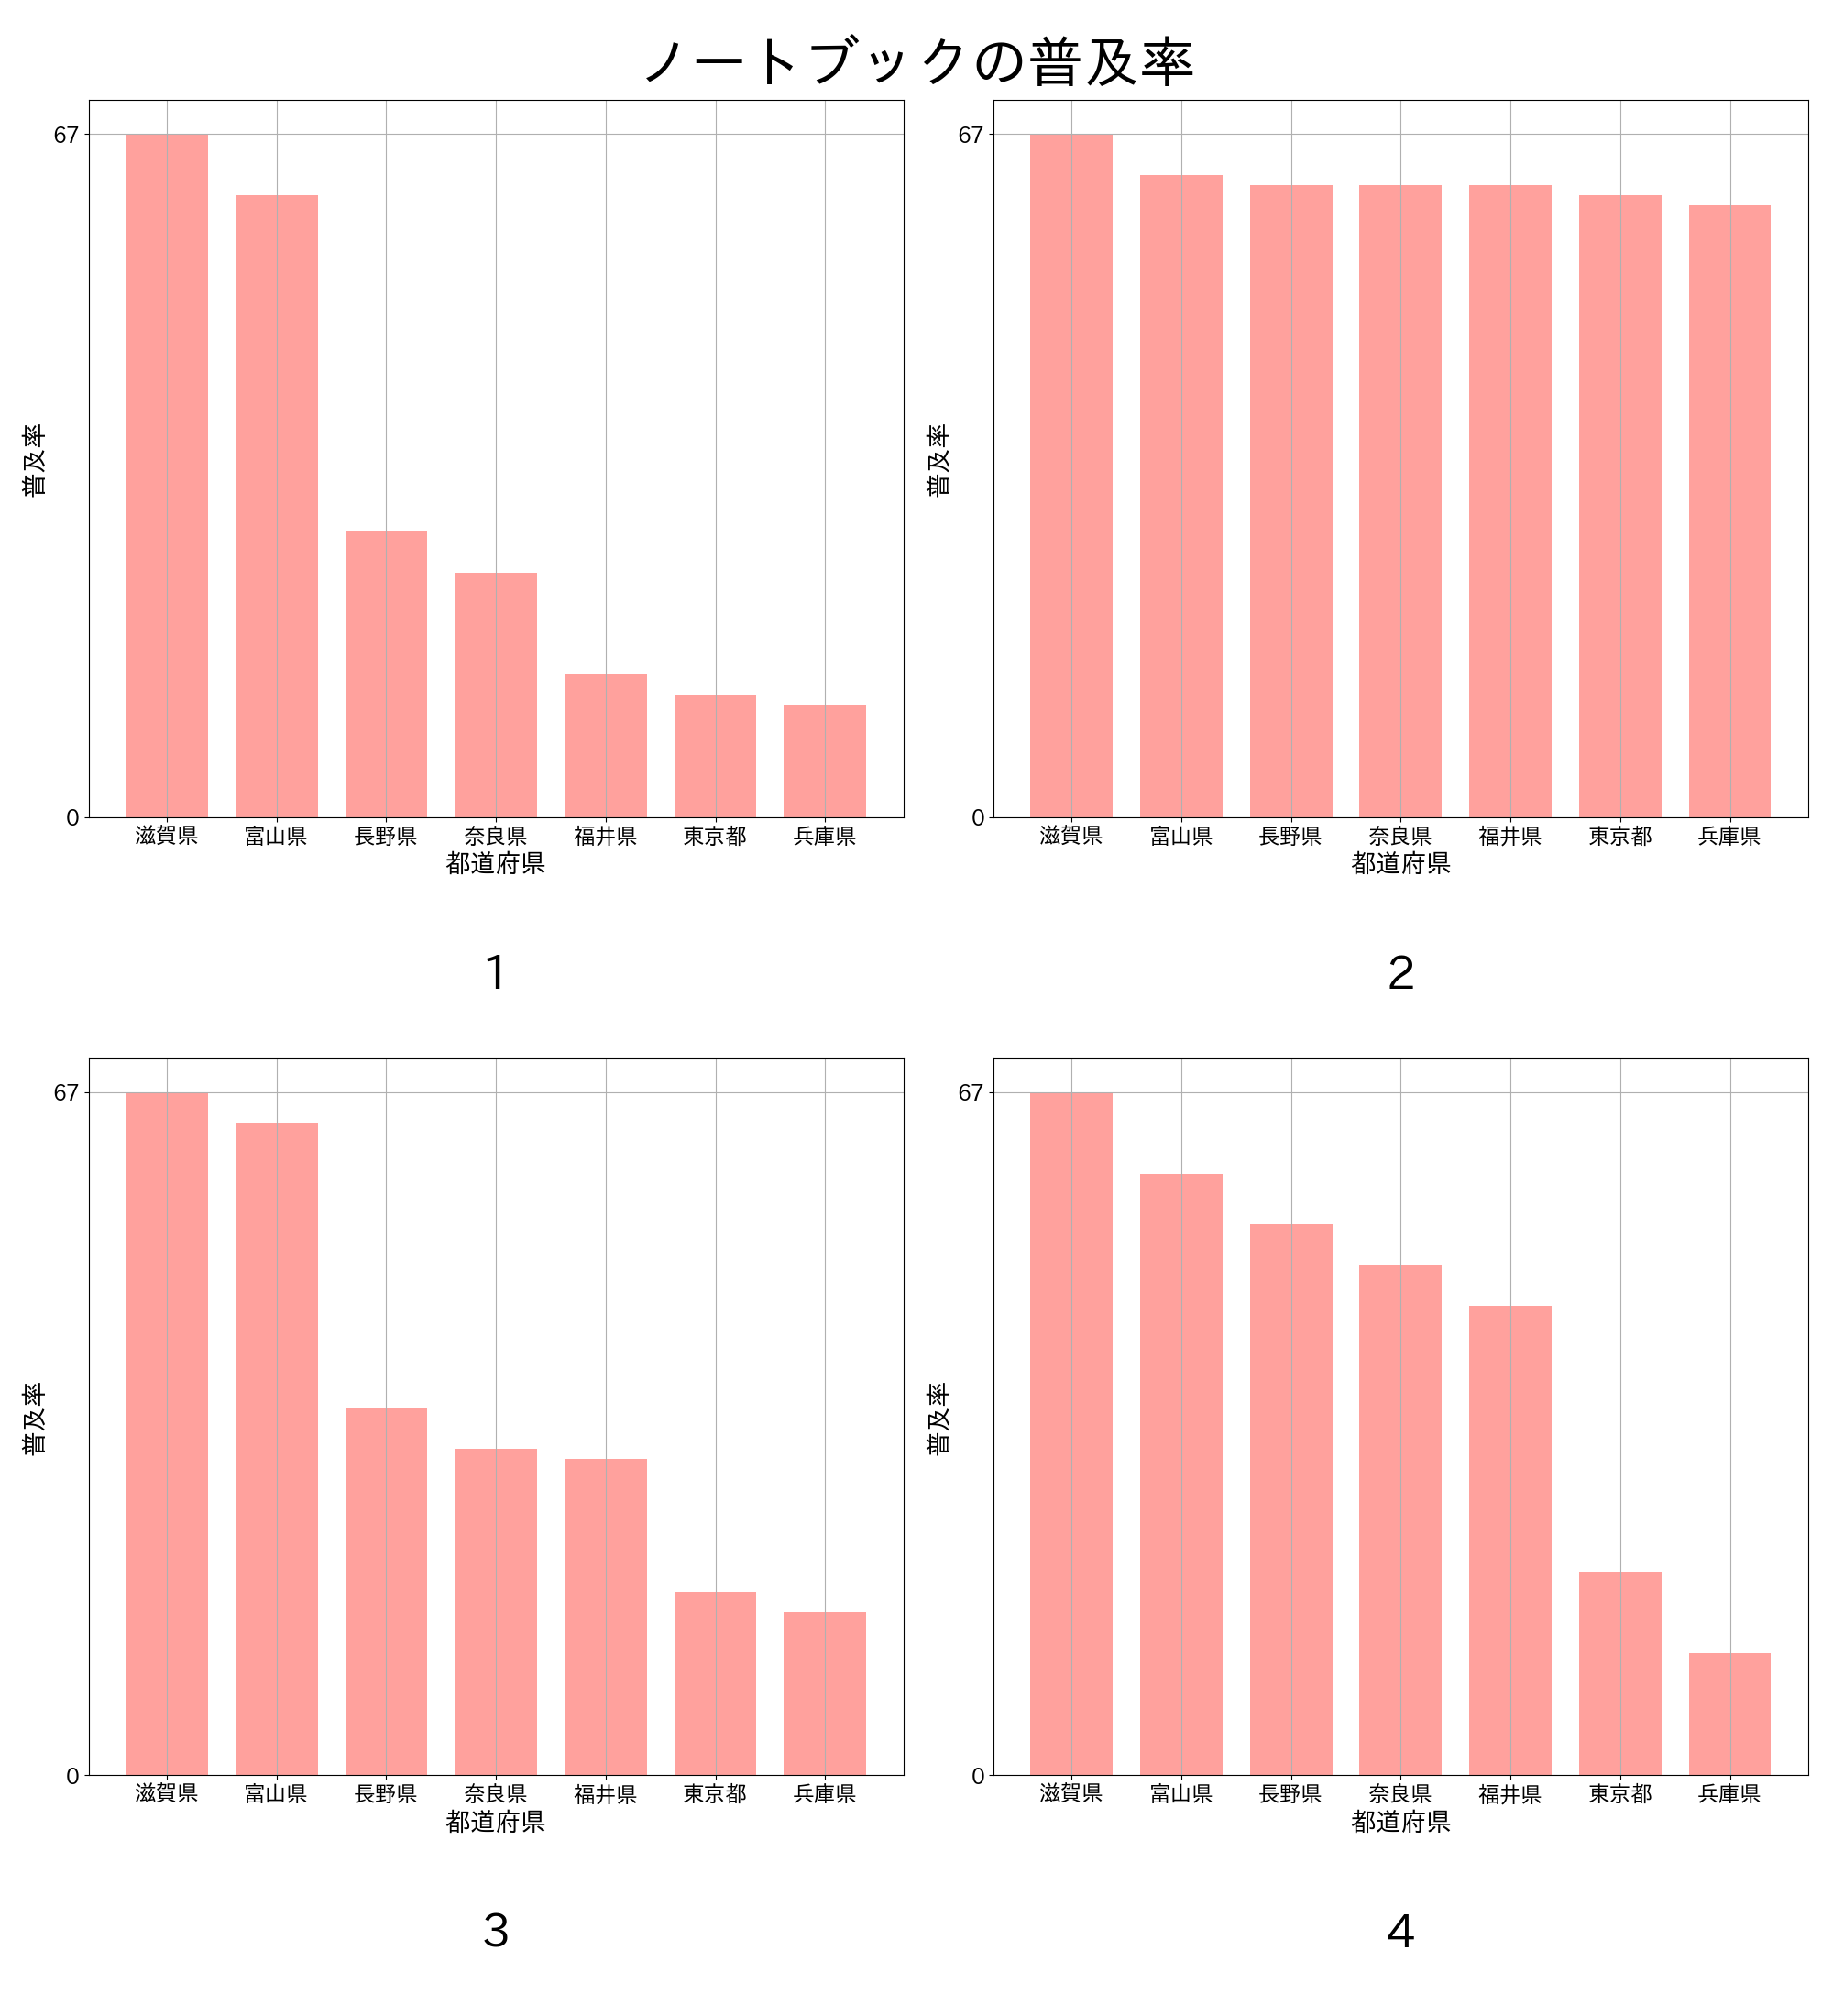 ノートブックの普及率
67
普及率
0
滋賀県 富山県 長野県 奈良県 福井県 東京都 兵庫県
都道府県
1
67
普及率
0
滋賀県 富山県 長野県 奈良県 福井県 東京都 兵庫県
都道府県
2
67
普及率
0
滋賀県 富山県 長野県 奈良県 福井県 東京都 兵庫県
都道府県
3
67
普及率
0
滋賀県 富山県 長野県 奈良県 福井県 東京都 兵庫県
都道府県
4